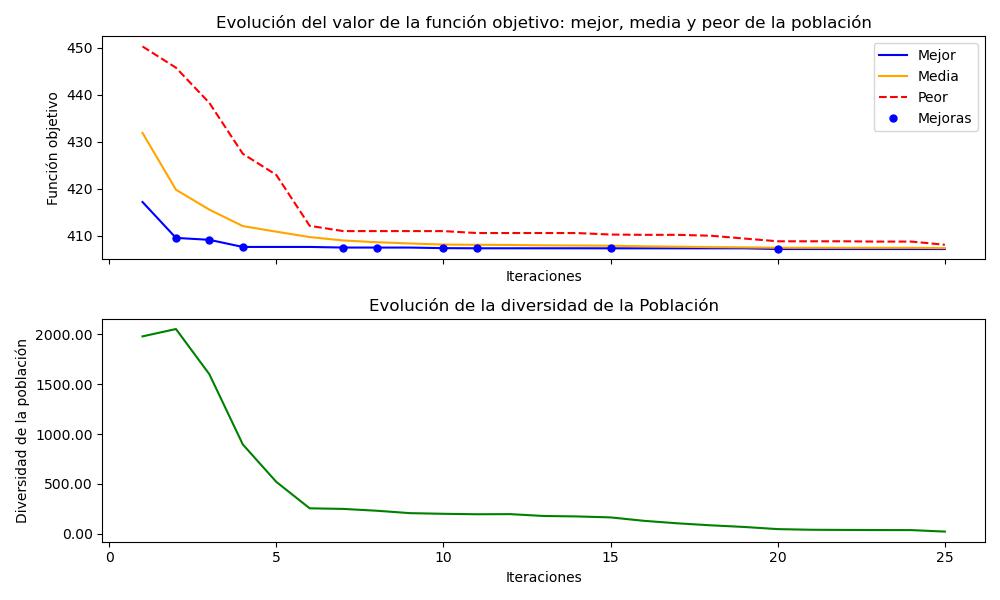 Evolución del valor de la función objetivo: mejor, media y peor de la población
Función objetivo
450
440
430
420
410
Mejor
Media
Peor
Mejoras
Iteraciones
Evolución de la diversidad de la Población
Diversidad de la población
2000.00
1500.00
1000.00
500.00
0.00
0
5
10
15
20
25
Iteraciones